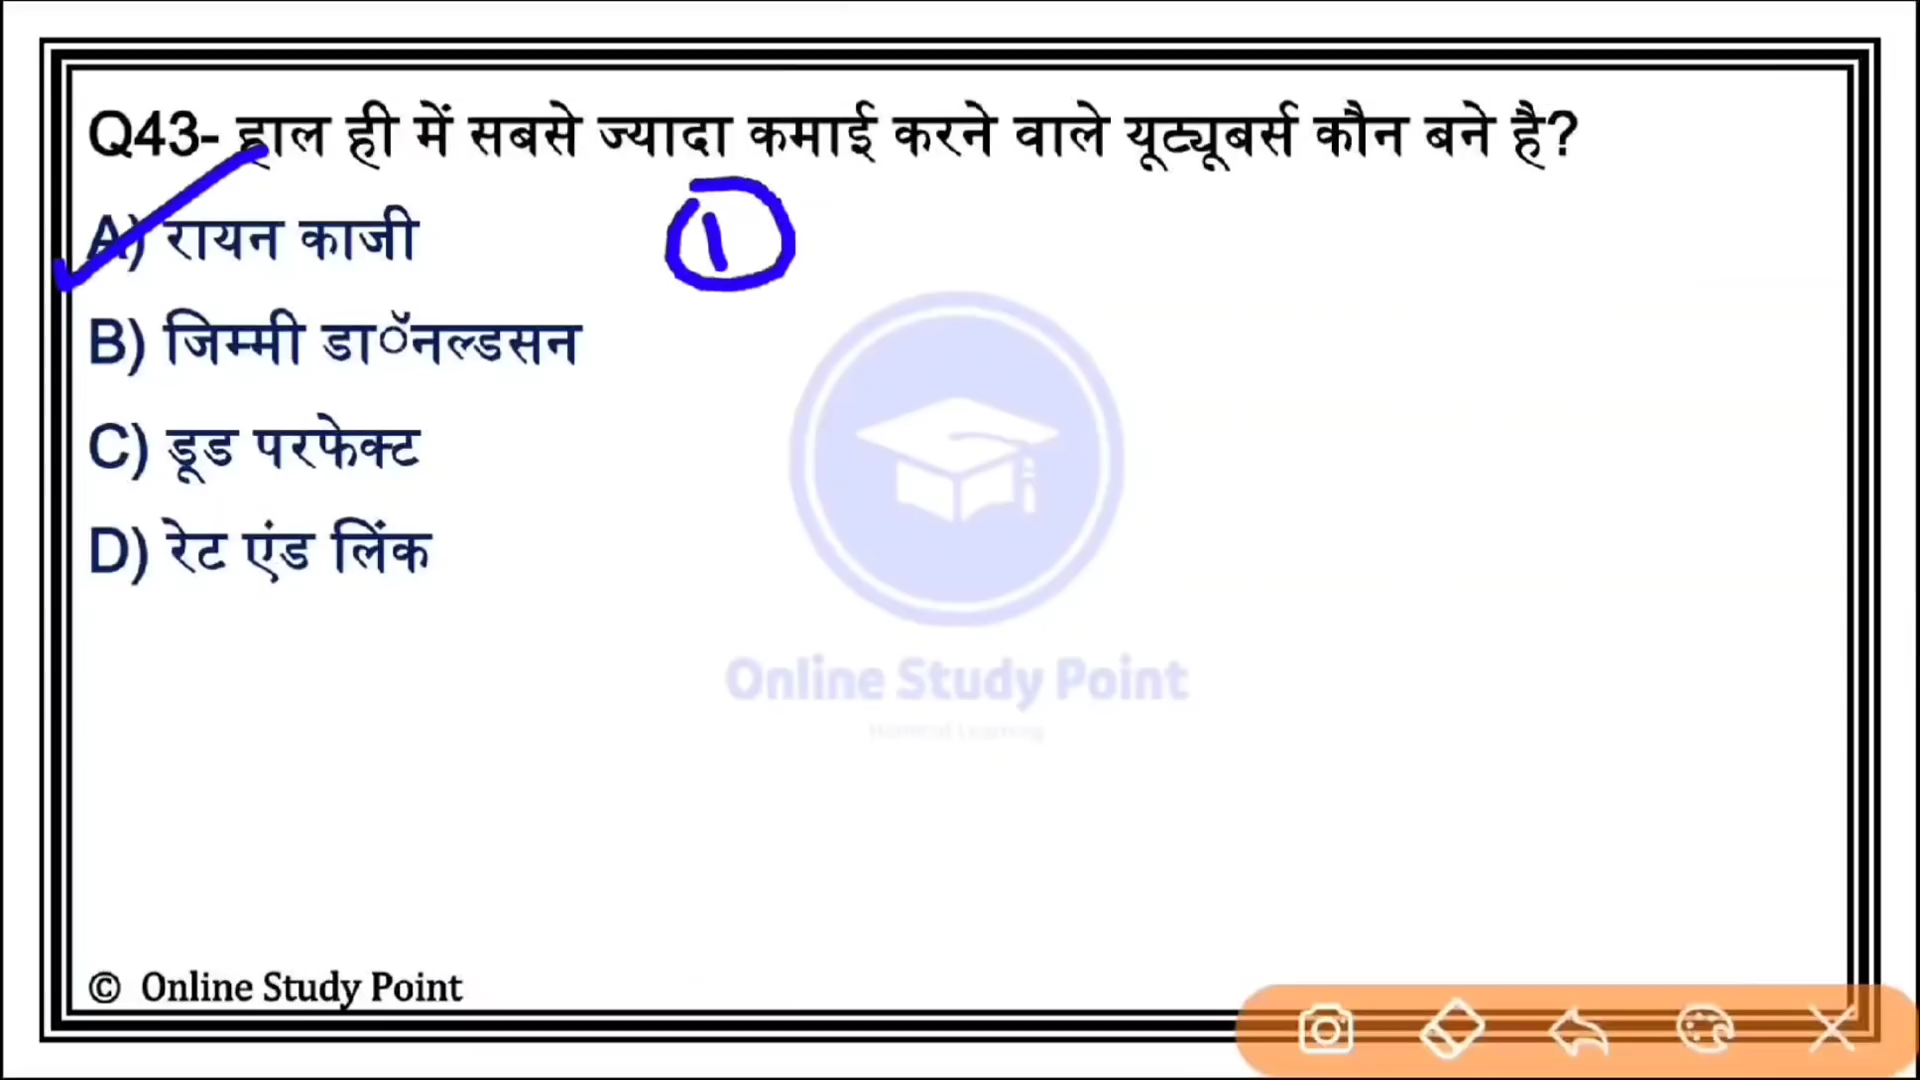 Q43- हाल ही में सबसे ज्यादा कमाई करने वाले यूट्यूबर्स कौन बने है?
A) रायन काजी
1
B) जिम्मी डाॅनल्डसन
C) डूड परफेक्ट
D) रेट एंड लिंक
Online Study Point
© Online Study Point